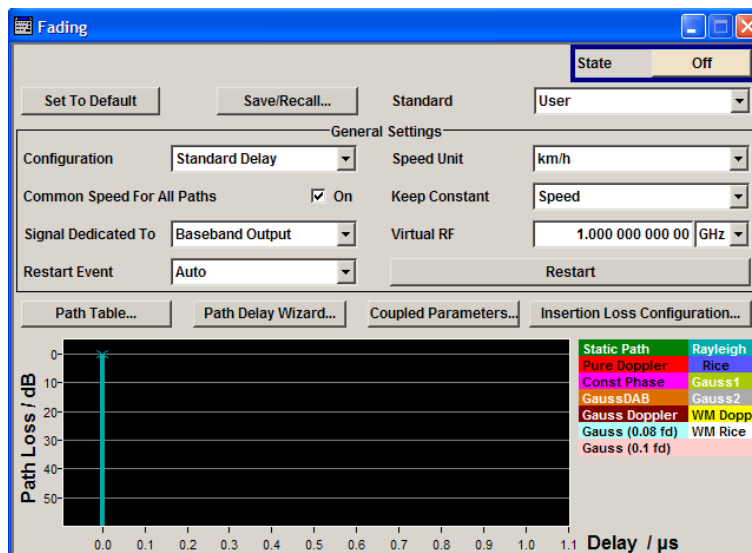 Fading
State Off
Set To Default Save/Recall... Standard User
General Settings
Configuration Standard Delay Speed Unit km/h
Common Speed For All Paths On Keep Constant Speed
Signal Dedicated To Baseband Output Virtual RF 1.000 000 000 00 GHz
Restart Event Auto Restart
Path Table... Path Delay Wizard... Coupled Parameters... Insertion Loss Configuration...
Static Path Rayleigh
Pure Doppler Rice
Const Phase Gauss1
GaussDAB Gauss2
Gauss Doppler WM Dopp
Gauss (0.08 fd) WM Rice
Gauss (0.1 fd)
Path Loss / dB
0
10
20
30
40
50
0.0 0.1 0.2 0.3 0.4 0.5 0.6 0.7 0.8 0.9 1.0 1.1 Delay / µs